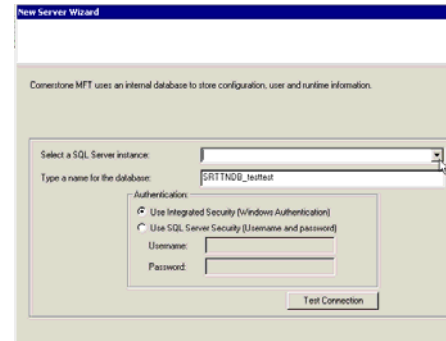 New Server Wizard
Cornerstone MFT uses an internal database to store configuration, user and runtime information.
Select a SQL Server instance:
Type a name for the database: SRTTNDB_testtest
Authentication:
Use Integrated Security (Windows Authentication)
Use SQL Server Security (Username and password)
Username:
Password:
Test Connection